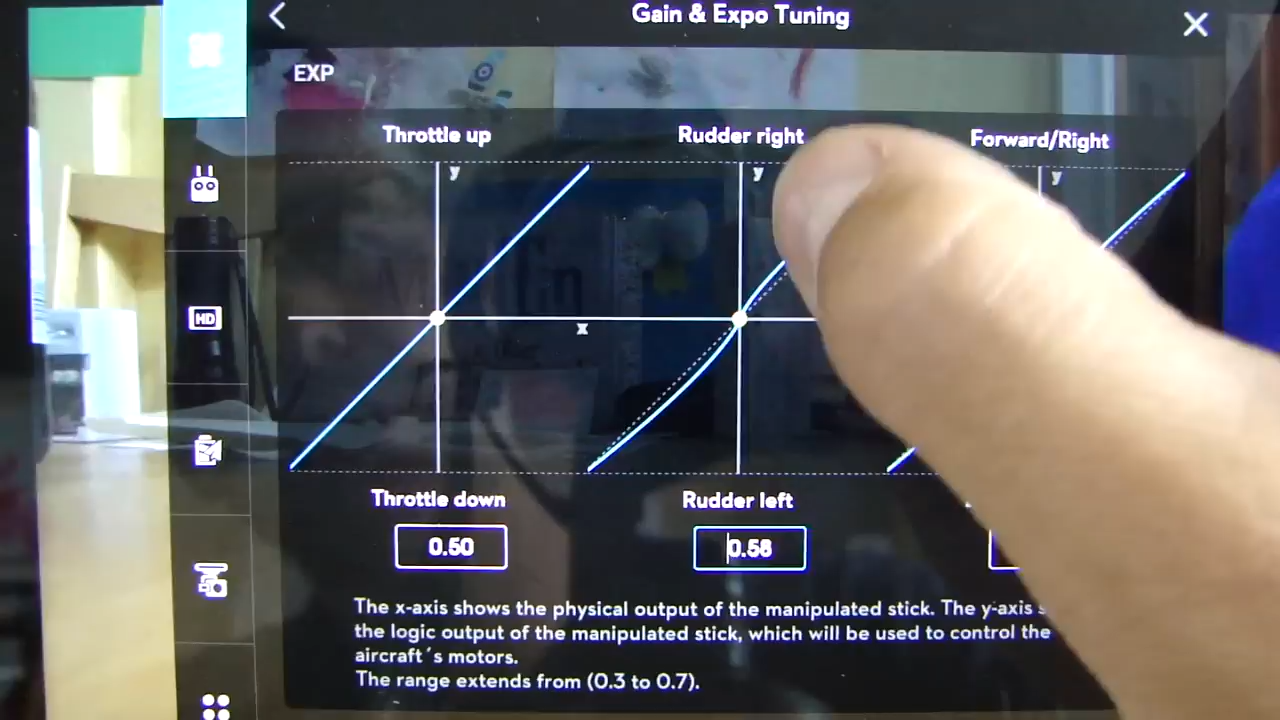 Gain & Expo Tuning
EXP
Throttle up
Rudder right
Forward/Right
y
y
y
HD
x
Throttle down
Rudder left
0.50
0.58
The x-axis shows the physical output of the manipulated stick. The y-axis
the logic output of the manipulated stick, which will be used to control the
aircraft´s motors.
The range extends from (0.3 to 0.7).